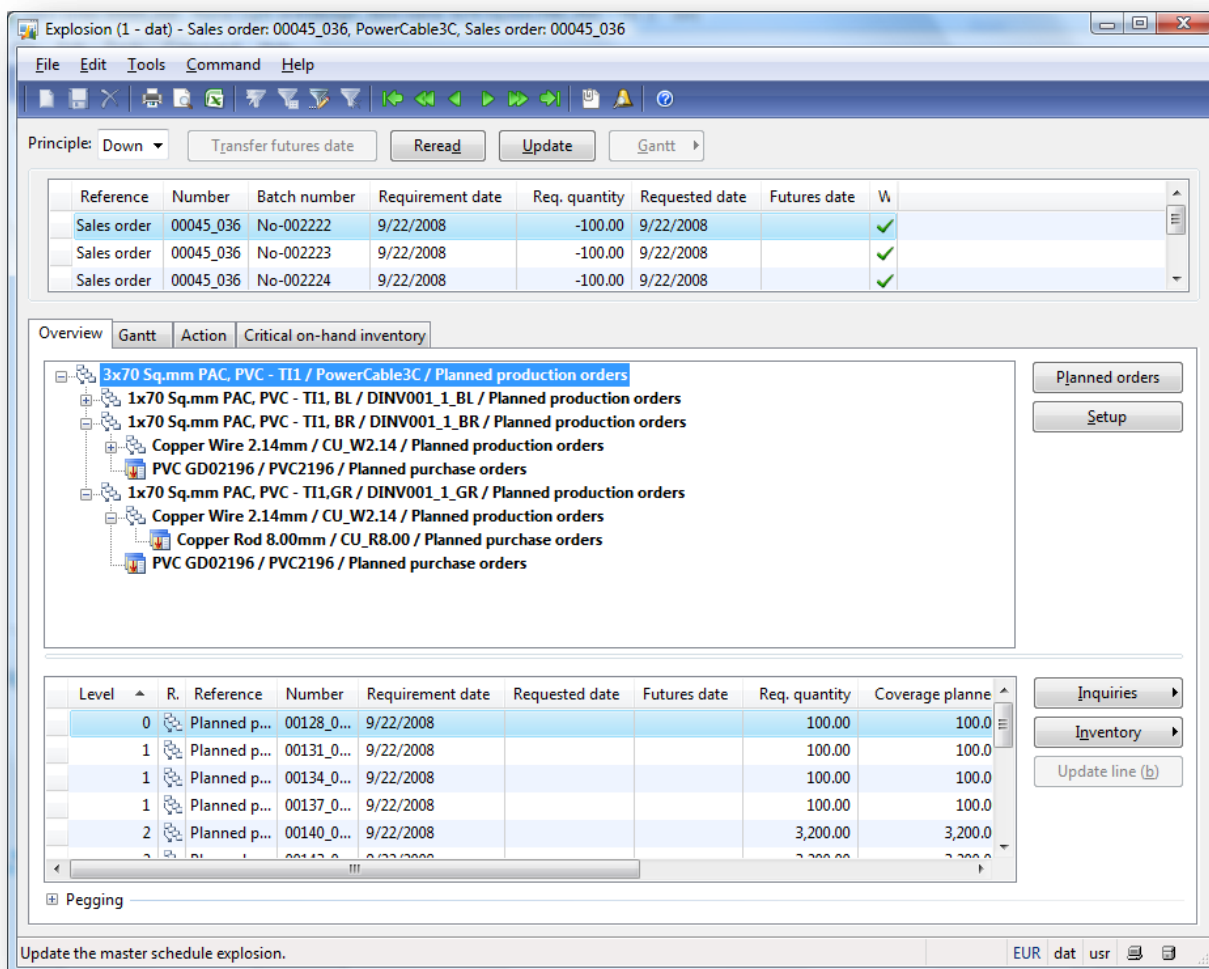 Explosion (1 - dat) - Sales order: 00045_036, PowerCable3C, Sales order: 00045_036
File Edit Tools Command Help
Principle: Down Transfer futures date Reread Update Gantt
Reference Number Batch number Requirement date Req. quantity Requested date Futures date W
Sales order 00045_036 No-002222 9/22/2008 -100.00 9/22/2008
Sales order 00045_036 No-002223 9/22/2008 -100.00 9/22/2008
Sales order 00045_036 No-002224 9/22/2008 -100.00 9/22/2008
Overview Gantt Action Critical on-hand inventory
3x70 Sq.mm PAC, PVC - TI1 / PowerCable3C / Planned production orders
1x70 Sq.mm PAC, PVC - TI1, BL / DINV001_1_BL / Planned production orders
1x70 Sq.mm PAC, PVC - TI1, BR / DINV001_1_BR / Planned production orders
Copper Wire 2.14mm / CU_W2.14 / Planned production orders
PVC GD02196 / PVC2196 / Planned purchase orders
1x70 Sq.mm PAC, PVC - TI1,GR / DINV001_1_GR / Planned production orders
Copper Wire 2.14mm / CU_W2.14 / Planned production orders
Copper Rod 8.00mm / CU_R8.00 / Planned purchase orders
PVC GD02196 / PVC2196 / Planned purchase orders
Planned orders
Setup
Level R. Reference Number Requirement date Requested date Futures date Req. quantity Coverage planne
0 Planned p... 00128_0... 9/22/2008 100.00 100.0
1 Planned p... 00131_0... 9/22/2008 100.00 100.0
1 Planned p... 00134_0... 9/22/2008 100.00 100.0
1 Planned p... 00137_0... 9/22/2008 100.00 100.0
2 Planned p... 00140_0... 9/22/2008 3,200.00 3,200.0
Inquiries
Inventory
Update line (b)
Pegging
Update the master schedule explosion. EUR dat usr